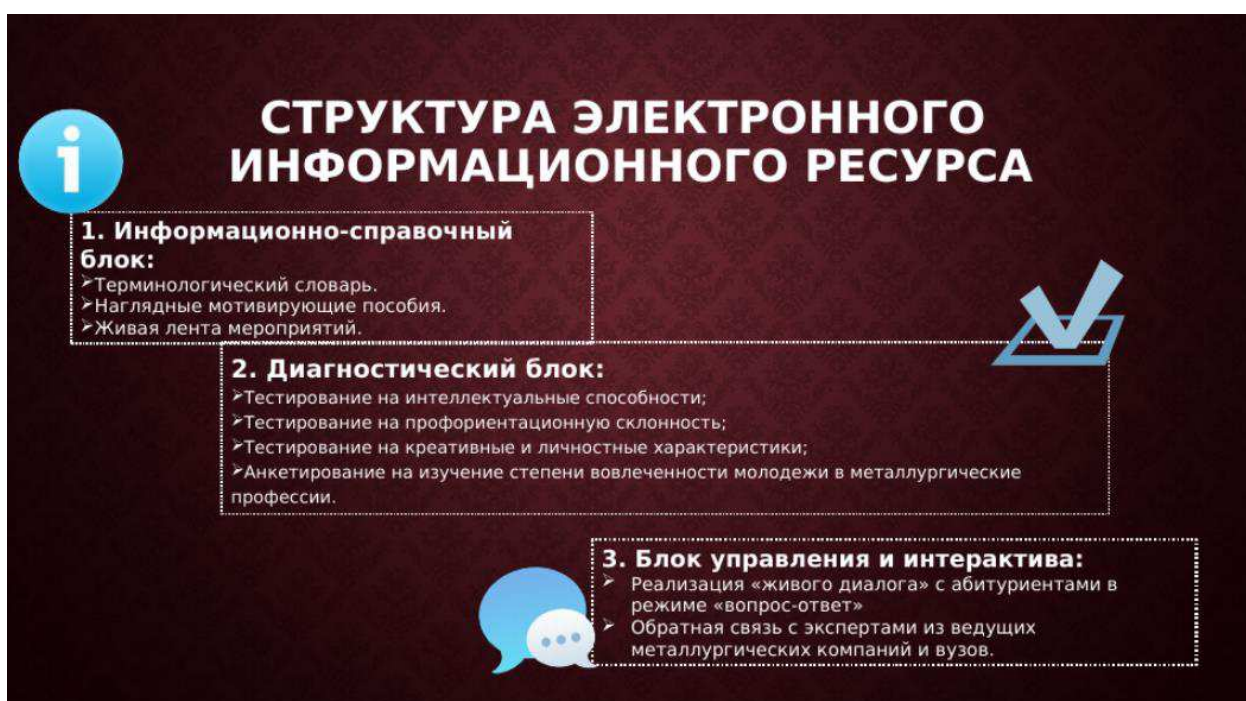 СТРУКТУРА ЭЛЕКТРОННОГО
ИНФОРМАЦИОННОГО РЕСУРСА
1. Информационно-справочный
блок:
➢Терминологический словарь.
➢Наглядные мотивирующие пособия.
➢Живая лента мероприятий.
2. Диагностический блок:
➢Тестирование на интеллектуальные способности;
➢Тестирование на профориентационную склонность;
➢Тестирование на креативные и личностные характеристики;
➢Анкетирование на изучение степени вовлеченности молодежи в металлургические
профессии.
3. Блок управления и интерактива:
➢ Реализация «живого диалога» с абитуриентами в
режиме «вопрос-ответ»
➢ Обратная связь с экспертами из ведущих
металлургических компаний и вузов.